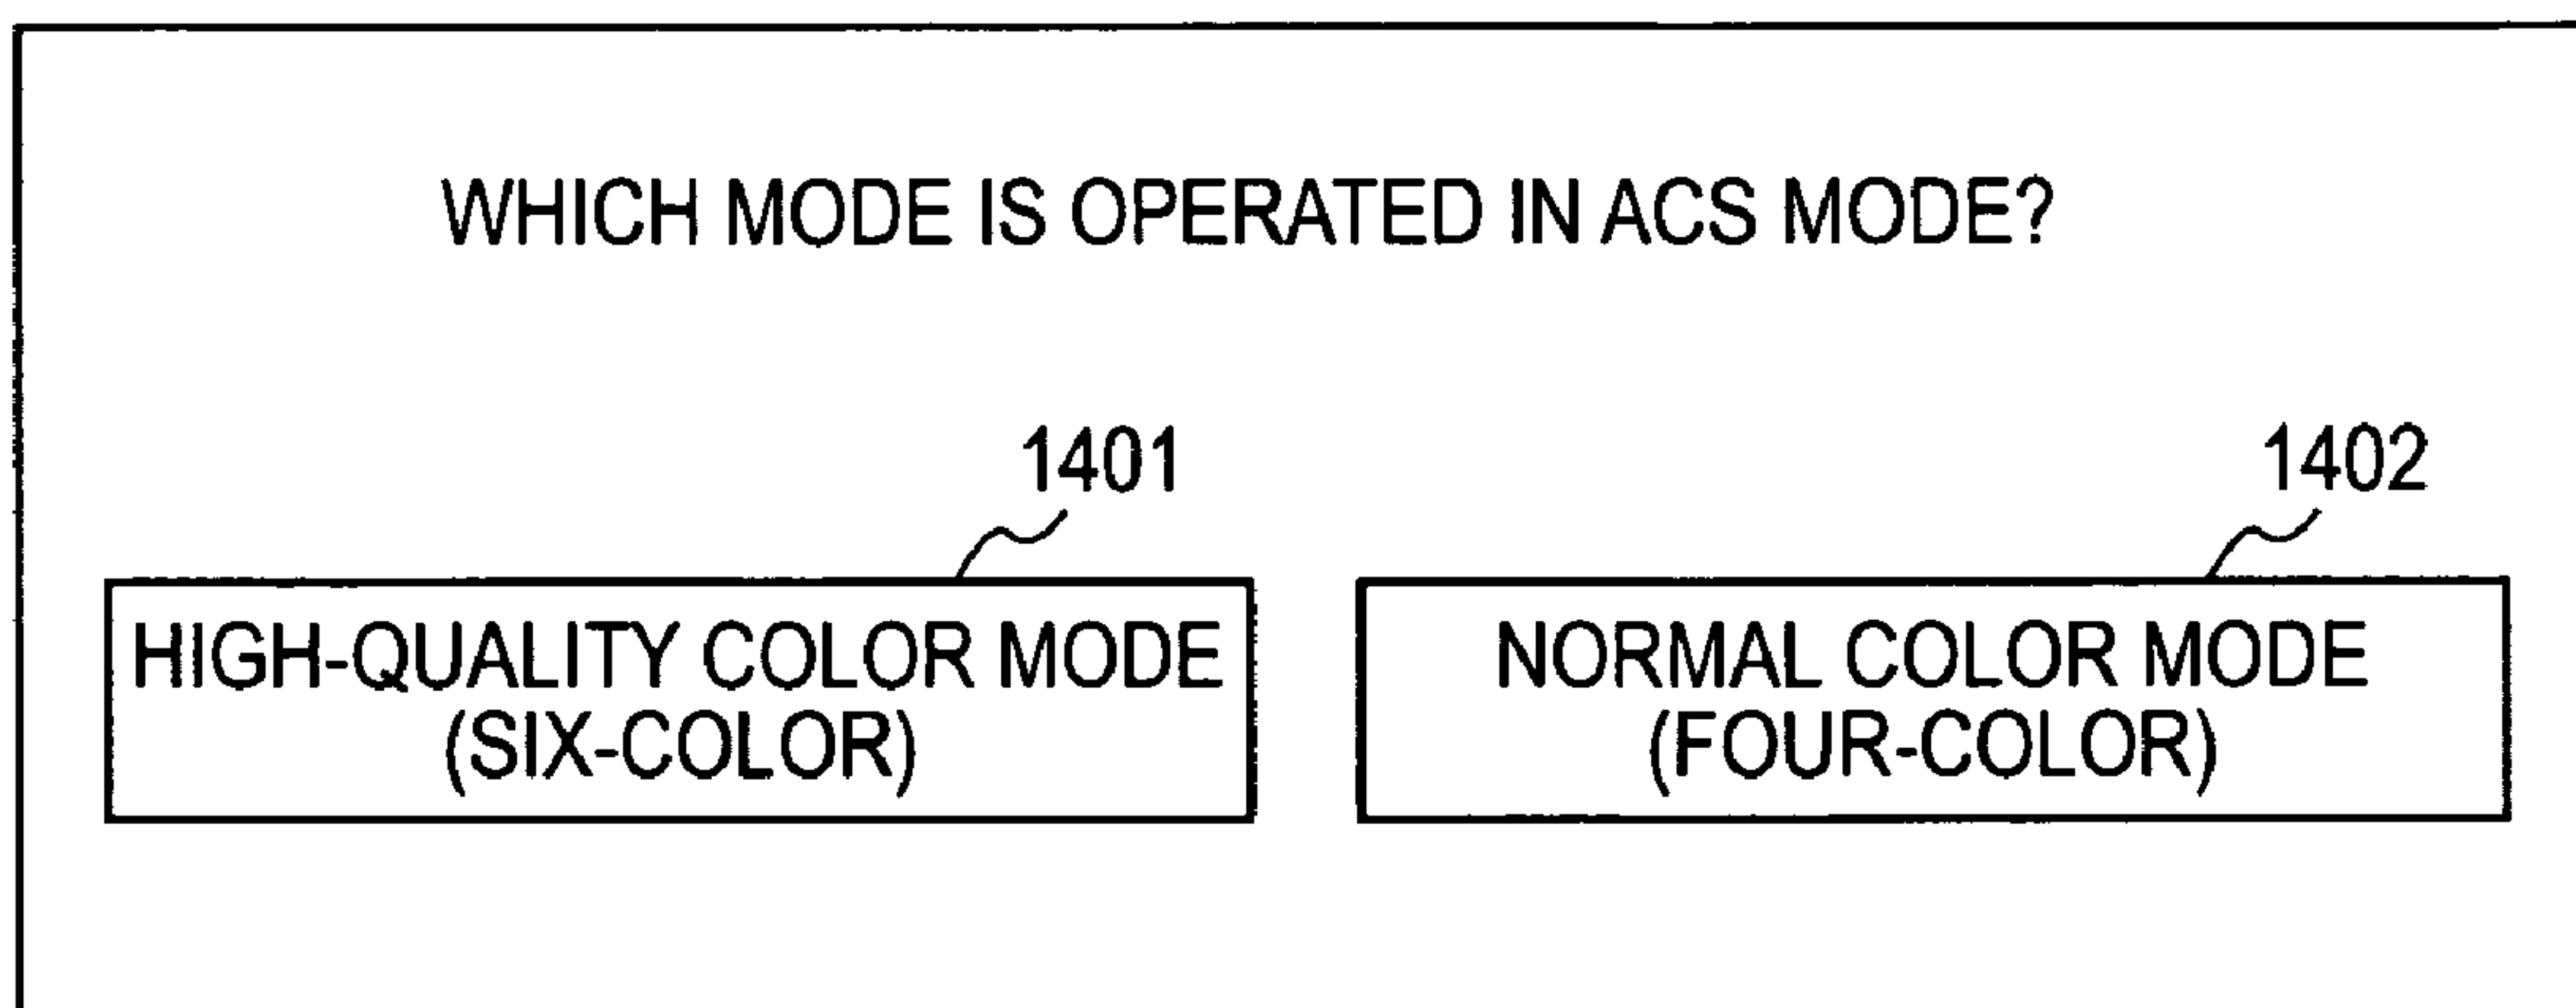 WHICH MODE IS OPERATED IN ACS MODE?
1401
1402
HIGH-QUALITY COLOR MODE
(SIX-COLOR)
NORMAL COLOR MODE
(FOUR-COLOR)